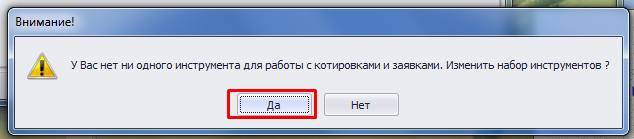 Внимание!
У Вас нет ни одного инструмента для работы с котировками и заявками. Изменить набор инструментов ?
Да
Нет